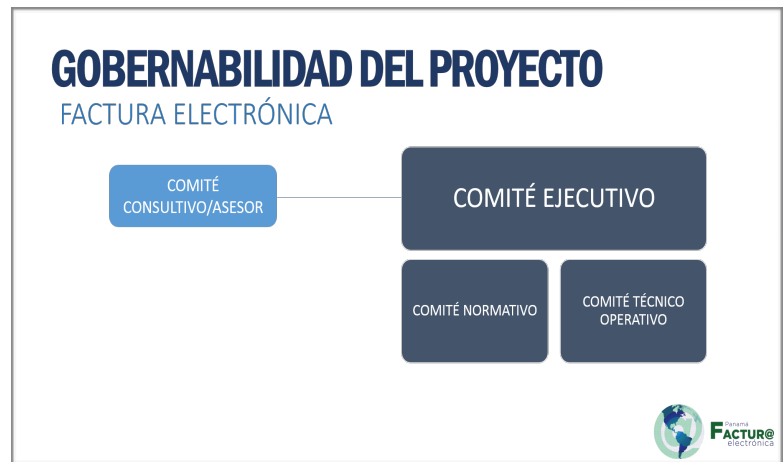 GOBERNABILIDAD DEL PROYECTO
FACTURA ELECTRÓNICA
COMITÉ
CONSULTIVO/ASESOR
COMITÉ EJECUTIVO
COMITÉ NORMATIVO
COMITÉ TÉCNICO
OPERATIVO
Panamá
FACTUR@
electrónica